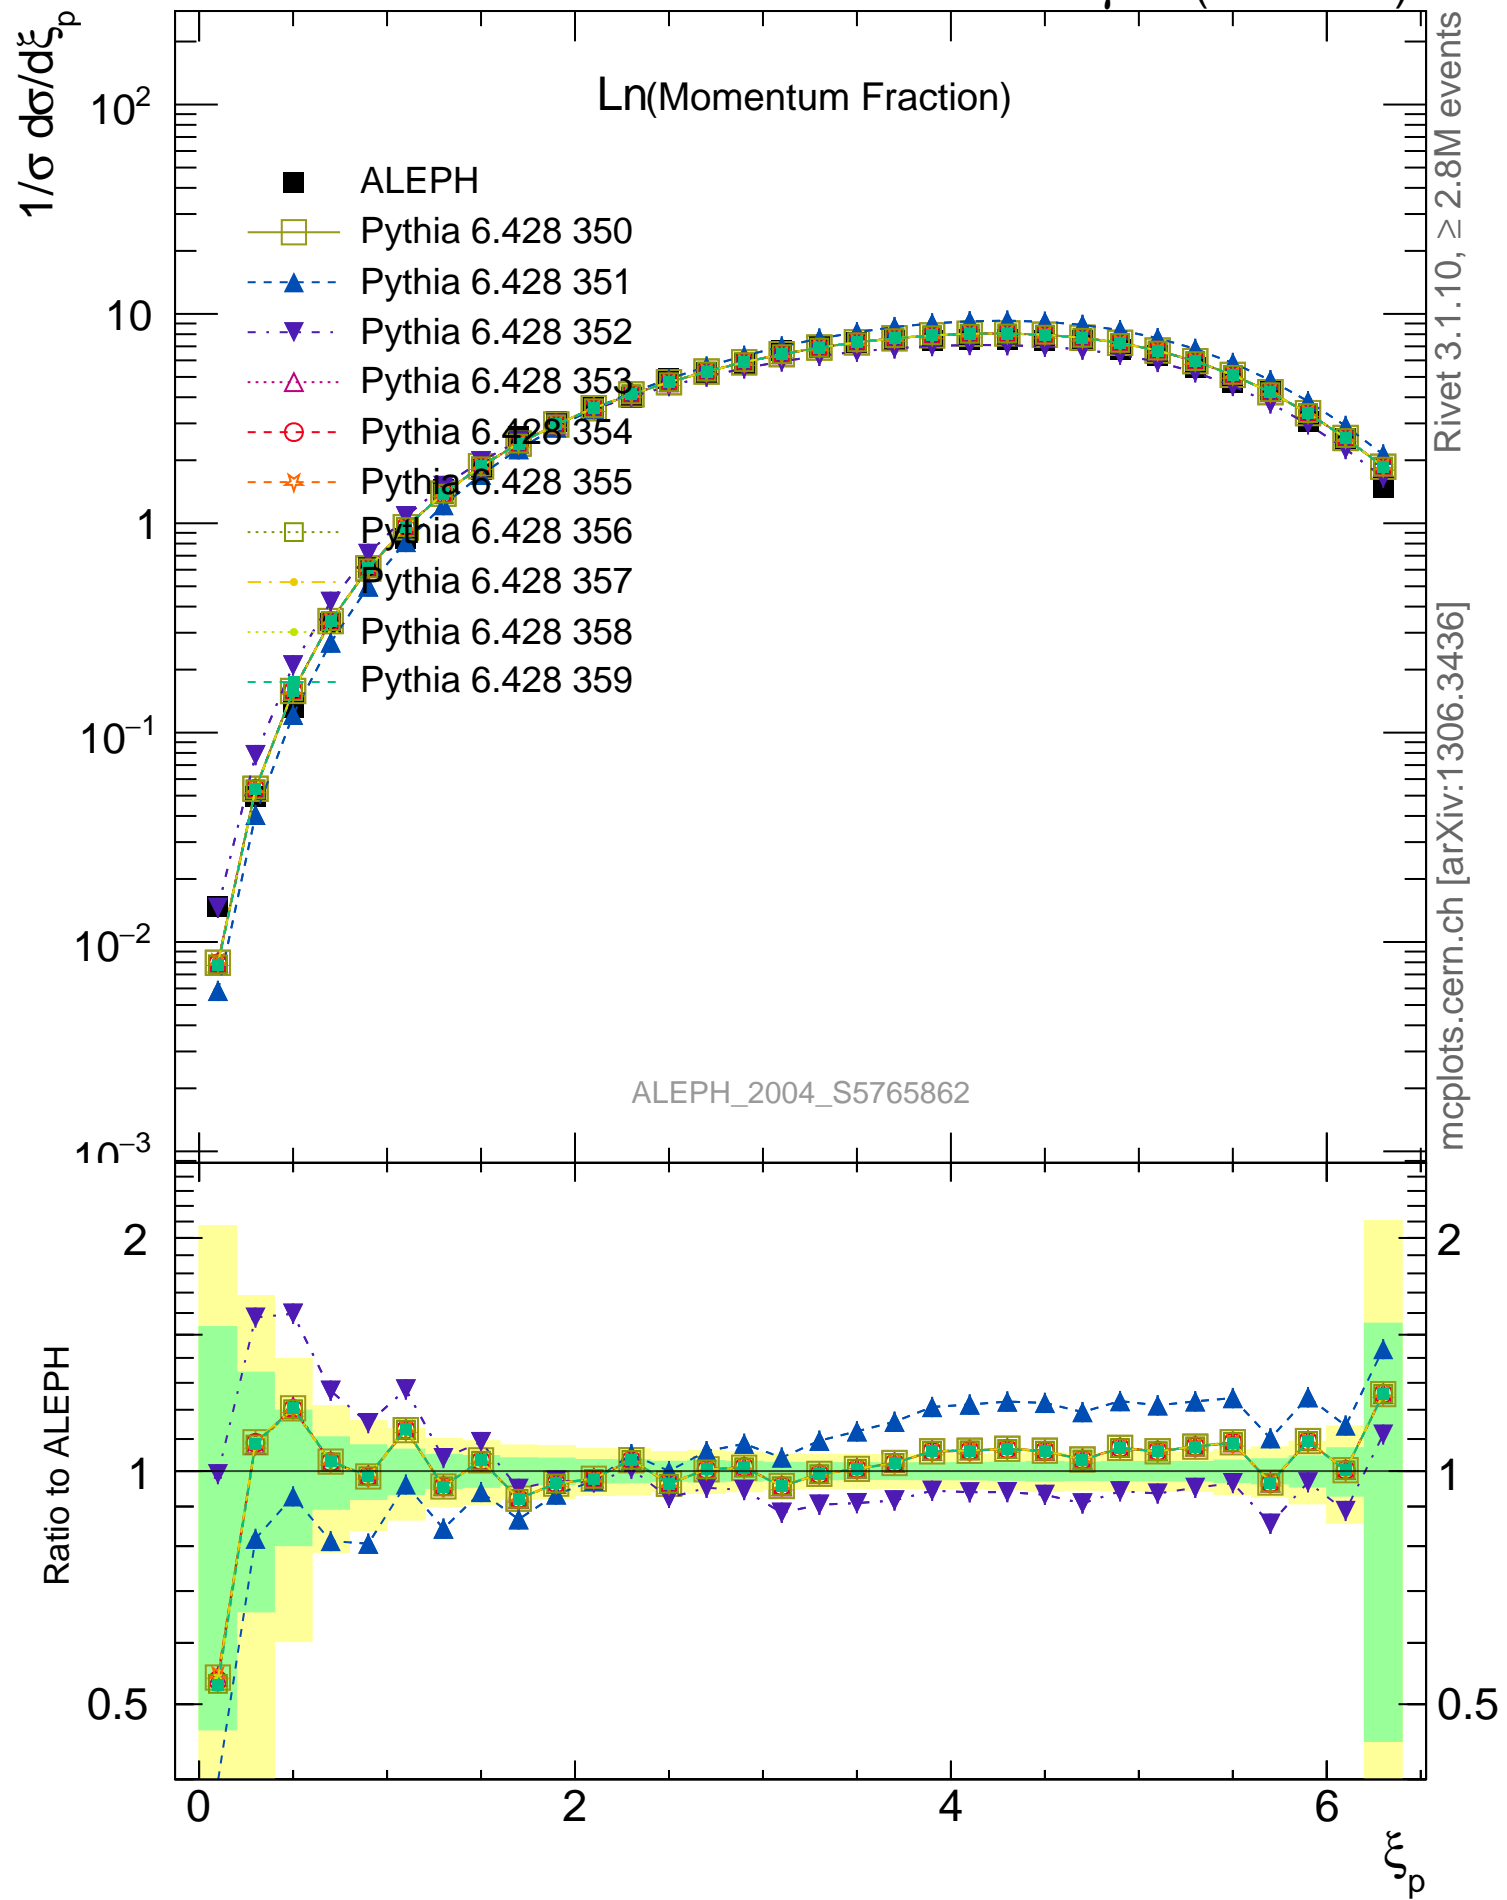 1/σ dσ/dξp
Ln(Momentum Fraction)
10²
10
1
10⁻¹
10⁻²
10⁻³
ALEPH
Pythia 6.428 350
Pythia 6.428 351
Pythia 6.428 352
Pythia 6.428 353
Pythia 6.428 354
Pythia 6.428 355
Pythia 6.428 356
Pythia 6.428 357
Pythia 6.428 358
Pythia 6.428 359
ALEPH_2004_S5765862
Rivet 3.1.10, ≥ 2.8M events
mcplots.cern.ch [arXiv:1306.3436]
Ratio to ALEPH
2
1
0.5
2
1
0.5
0 2 4 6
ξp